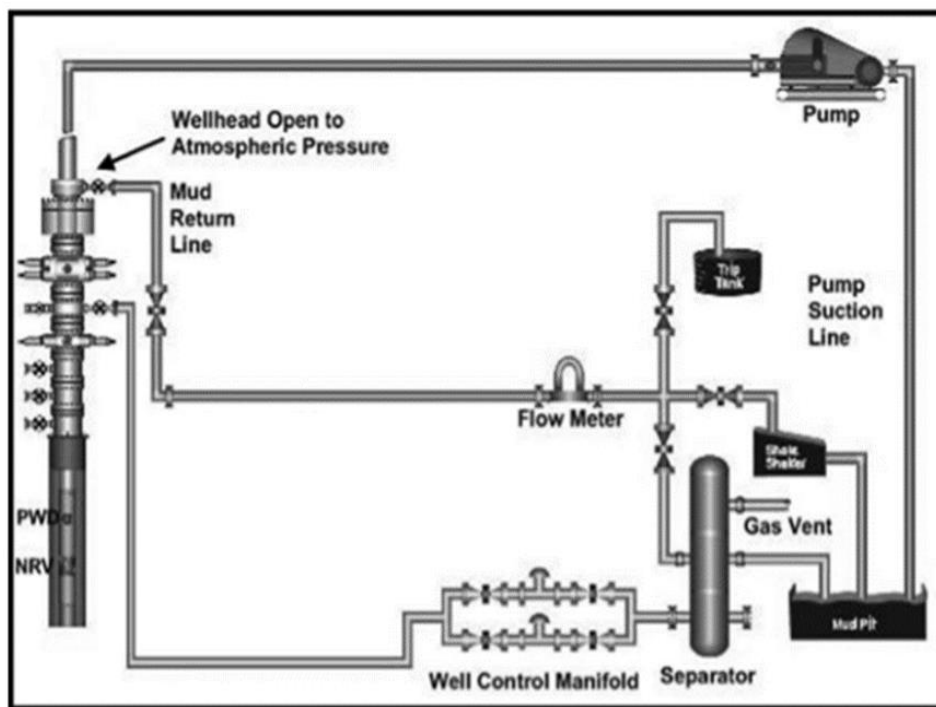 Pump
Wellhead Open to
Atmospheric Pressure
Mud
Return
Line
Trip
Tank
Pump
Suction
Line
Flow Meter
Shale
Shaker
PWD
Gas Vent
NRV
Mud Pit
Well Control Manifold
Separator